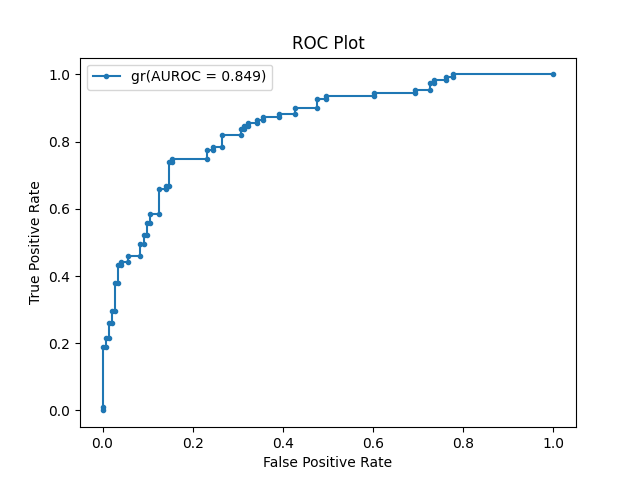 ROC Plot
gr(AUROC = 0.849)
1.0
0.8
0.6
0.4
0.2
0.0
True Positive Rate
0.0 0.2 0.4 0.6 0.8 1.0
False Positive Rate